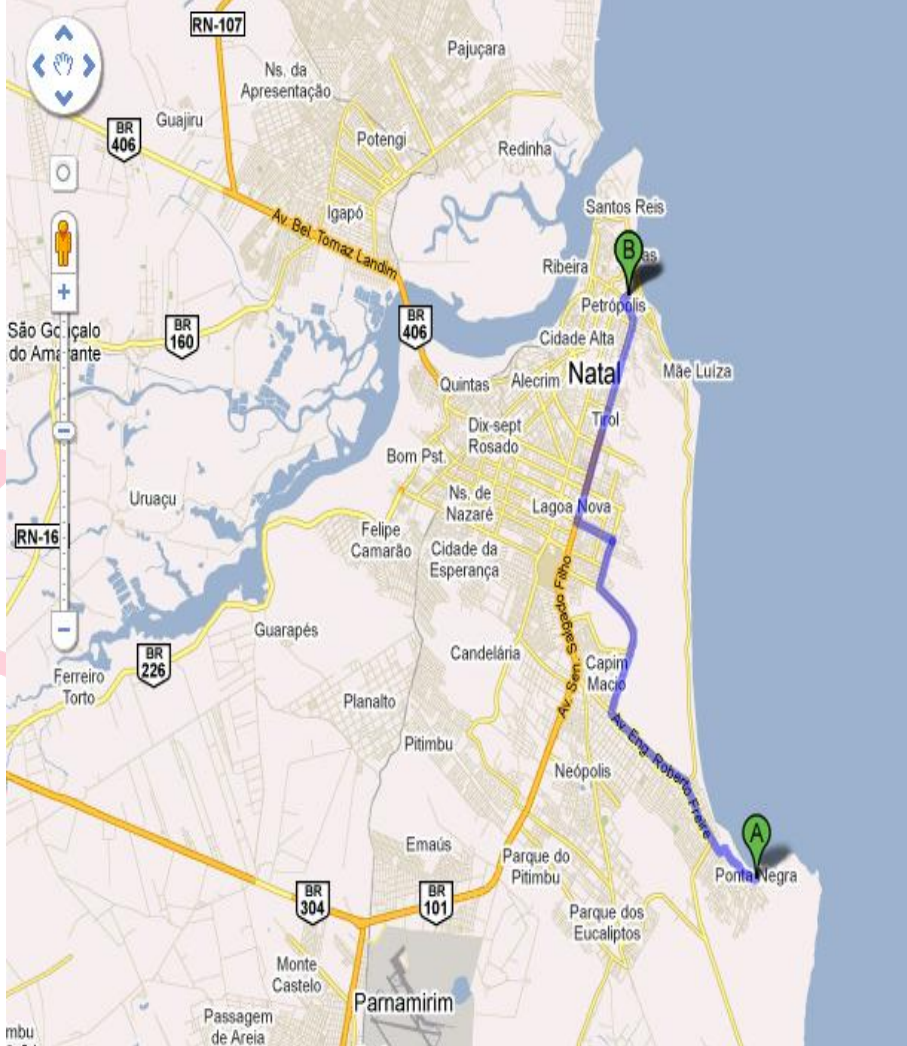 RN-107
Pajuçara
Ns. da
Apresentação
BR
406
Guajiru
Potengi
Redinha
Igapó
Santos Reis
Av. Bel. Tomaz Landim
B
as
Ribeira
Petrópolis
São Gonçalo
do Amarante
BR
160
BR
406
Cidade Alta
Natal
Mãe Luíza
Quintas
Alecrim
Tirol
Dix-sept
Rosado
Bom Pst.
Uruaçu
Ns. de
Nazaré
Lagoa Nova
RN-16
Felipe
Camarão
Cidade da
Esperança
Av. Sen. Salgado Filho
Guarapés
Candelária
Capim
Macio
BR
226
Ferreiro
Torto
Planalto
Pitimbu
Av. Eng. Roberto Freire
Neópolis
A
Emaús
Parque do
Pitimbu
Ponta Negra
BR
304
BR
101
Parque dos
Eucaliptos
Monte
Castelo
Parnamirim
Passagem
de Areia
mbu